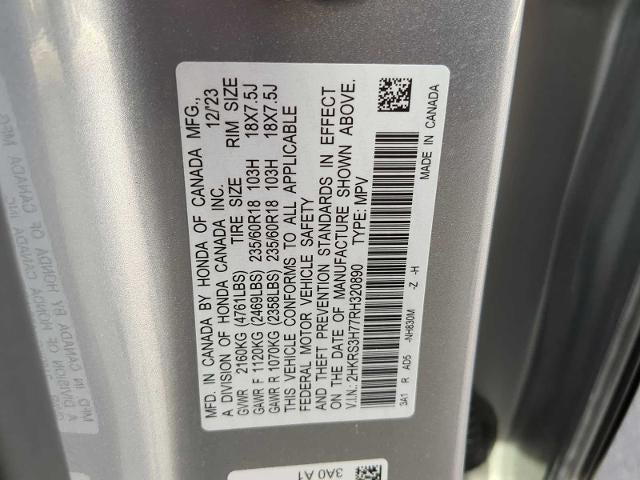 MFD. IN CANADA BY HONDA OF CANADA MFG.,
A DIVISION OF HONDA CANADA INC. 12/'23
TIRE SIZE RIM SIZE
GVWR 2160KG (4761LBS)
GAWR F 1120KG (2469LBS) 235/60R18 103H 18X7.5J
GAWR R 1070KG (2358LBS) 235/60R18 103H 18X7.5J
THIS VEHICLE CONFORMS TO ALL APPLICABLE
FEDERAL MOTOR VEHICLE SAFETY
AND THEFT PREVENTION STANDARDS IN EFFECT
ON THE DATE OF MANUFACTURE SHOWN ABOVE.
V.I.N: 2HKRS3H77RH320890 TYPE: MPV
3A1 R AD5 -NH830M -Z -H
MADE IN CANADA
3A0 A1